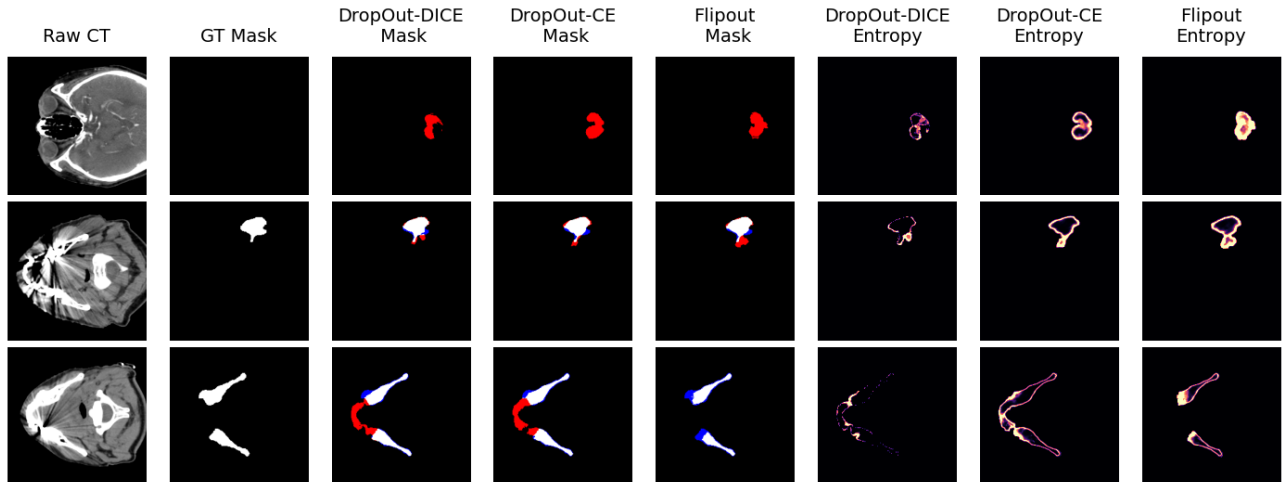 Raw CT
GT Mask
DropOut-DICE
Mask
DropOut-CE
Mask
Flipout
Mask
DropOut-DICE
Entropy
DropOut-CE
Entropy
Flipout
Entropy